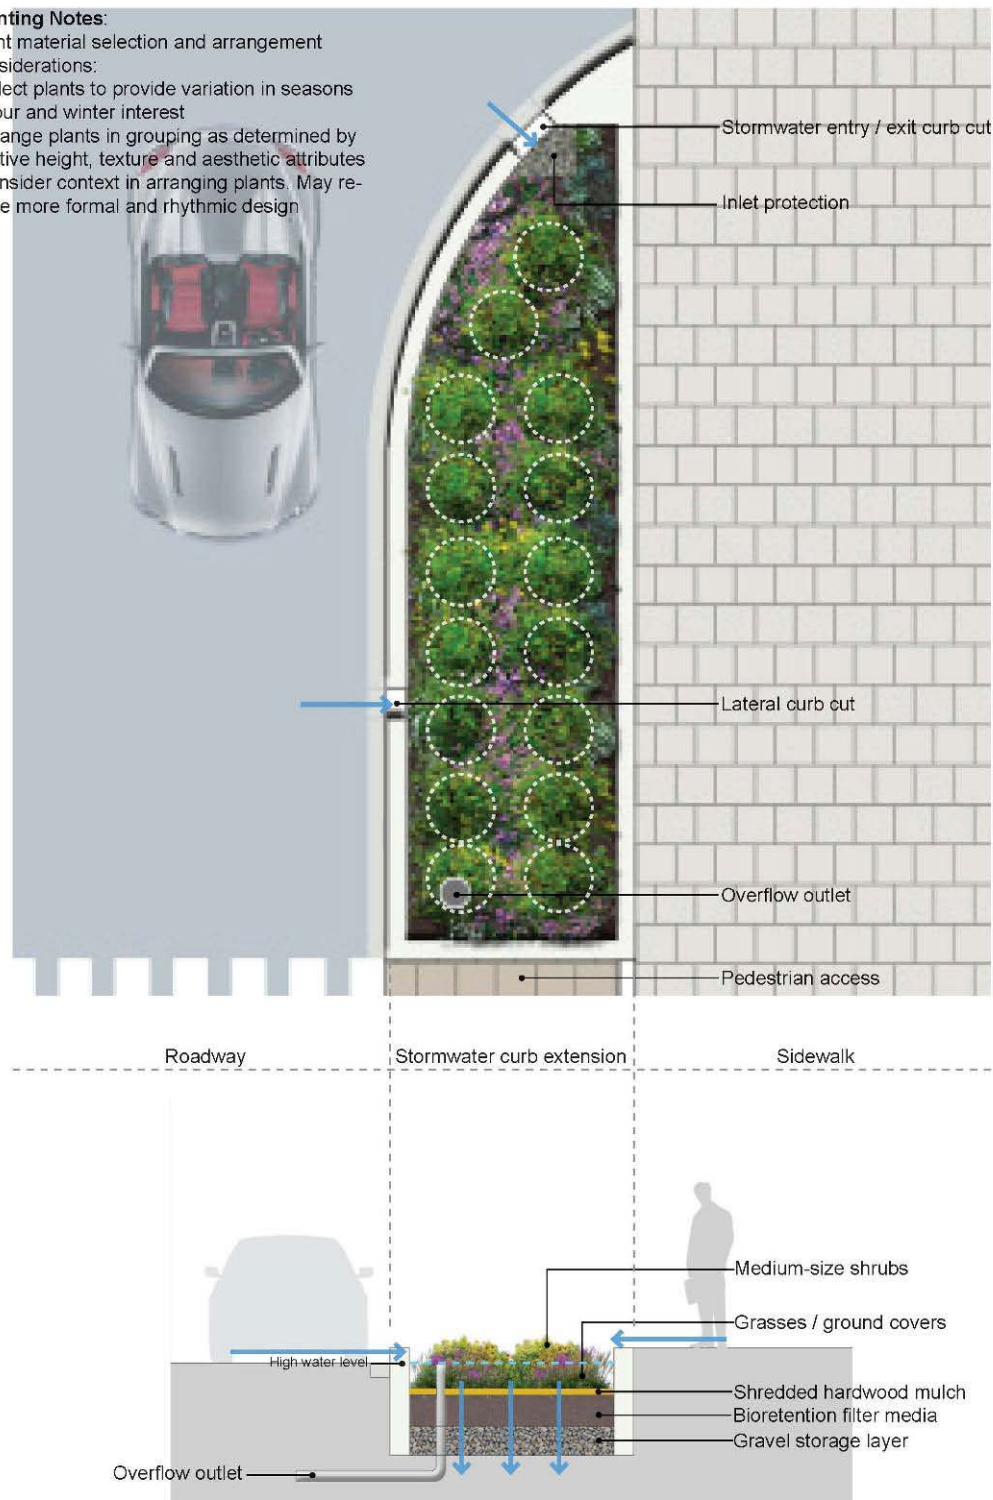 nting Notes:
nt material selection and arrangement
siderations:
lect plants to provide variation in seasons
our and winter interest
ange plants in grouping as determined by
tive height, texture and aesthetic attributes
nsider context in arranging plants. May re-
e more formal and rhythmic design
Stormwater entry / exit curb cut
Inlet protection
Lateral curb cut
Overflow outlet
Pedestrian access
Roadway
Stormwater curb extension
Sidewalk
Medium-size shrubs
Grasses / ground covers
High water level
Shredded hardwood mulch
Bioretention filter media
Gravel storage layer
Overflow outlet